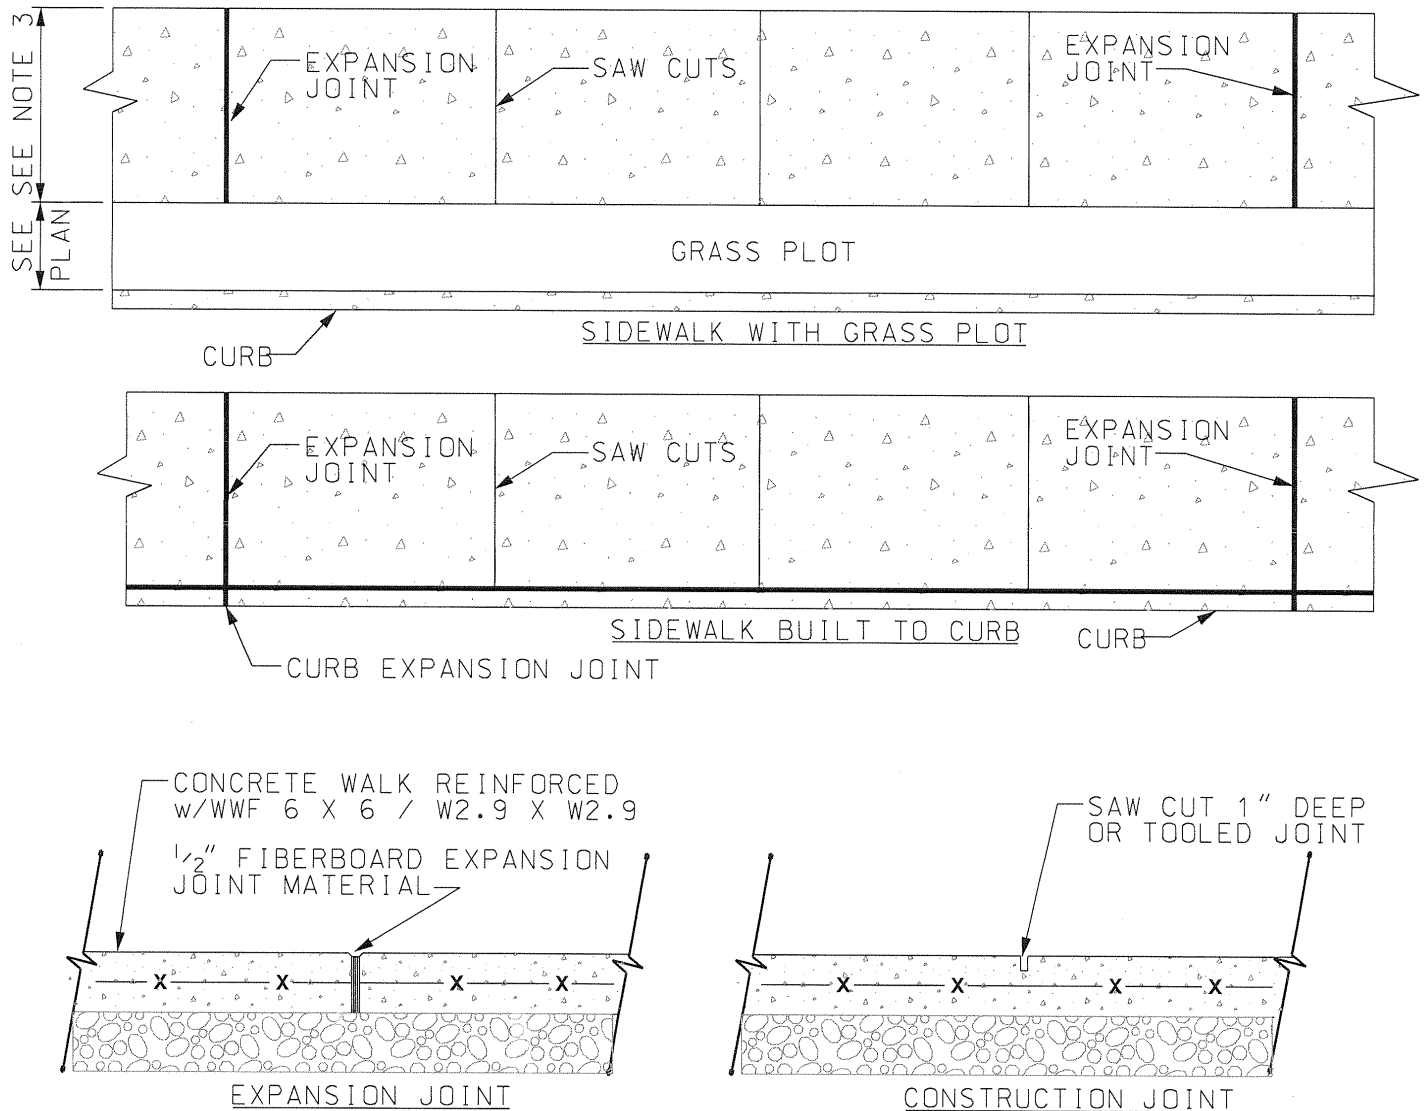 SEE NOTE 3
SEE
PLAN
EXPANSION
JOINT
SAW CUTS
EXPANSION
JOINT
GRASS PLOT
SIDEWALK WITH GRASS PLOT
CURB
EXPANSION
JOINT
SAW CUTS
EXPANSION
JOINT
SIDEWALK BUILT TO CURB
CURB
CURB EXPANSION JOINT
CONCRETE WALK REINFORCED
w/WWF 6 X 6 / W2.9 X W2.9
1/2" FIBERBOARD EXPANSION
JOINT MATERIAL
SAW CUT 1" DEEP
OR TOOLED JOINT
X X X X
X X X X
EXPANSION JOINT
CONSTRUCTION JOINT